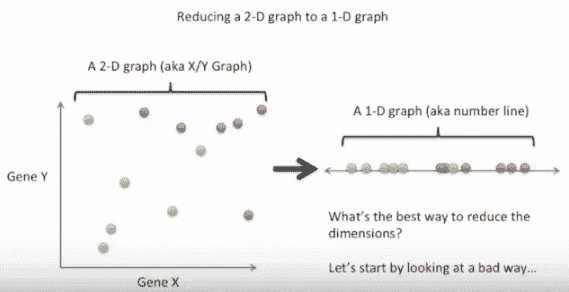 Reducing a 2-D graph to a 1-D graph
A 2-D graph (aka X/Y Graph)
A 1-D graph (aka number line)
Gene Y
Gene X
What's the best way to reduce the
dimensions?
Let's start by looking at a bad way...